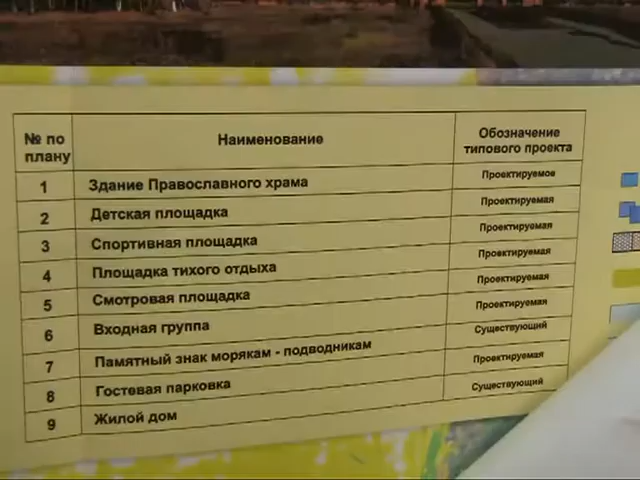 № по плану Наименование Обозначение типового проекта
1 Здание Православного храма Проектируемое
2 Детская площадка Проектируемая
3 Спортивная площадка Проектируемая
4 Площадка тихого отдыха Проектируемая
5 Смотровая площадка Проектируемая
6 Входная группа Проектируемая
7 Памятный знак морякам - подводникам Существующий
8 Гостевая парковка Проектируемая
9 Жилой дом Существующий